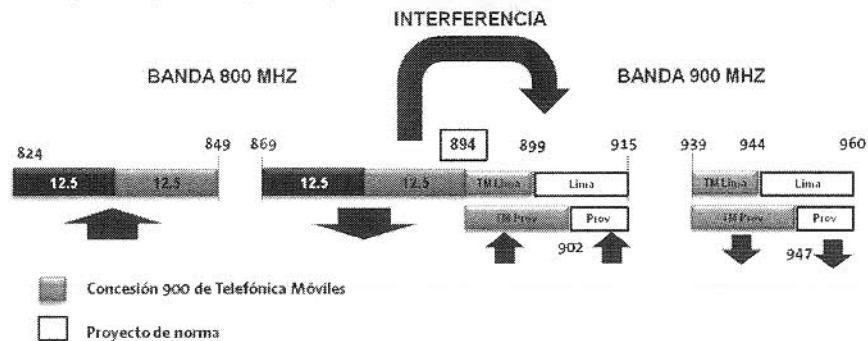 INTERFERENCIA
BANDA 800 MHZ
BANDA 900 MHZ
824
849
869
894
899
915
939
944
960
12.5
12.5
12.5
12.5
TM Lima
Lima
TM Lima
Lima
TM Prov
Prov
TM Prov
Prov
902
947
Concesión 900 de Telefónica Móviles
Proyecto de norma